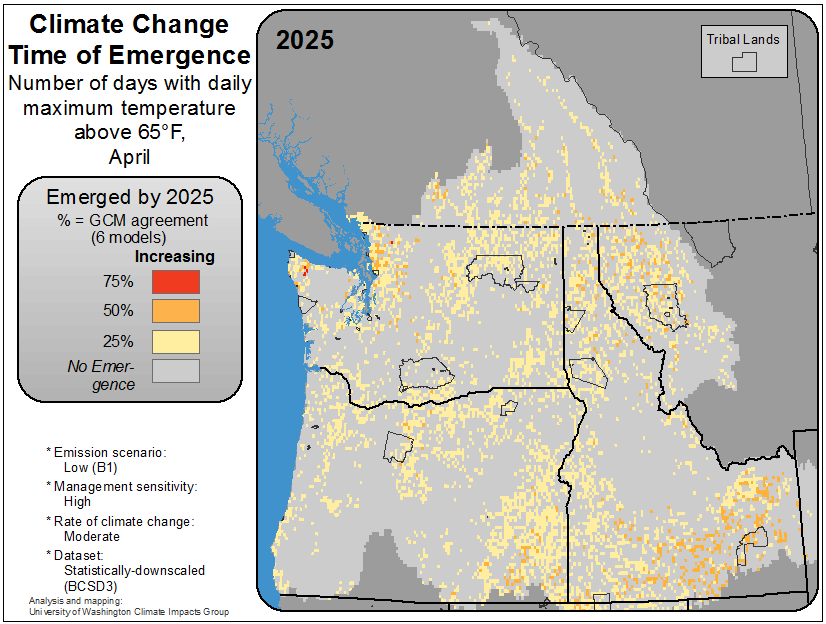 Climate Change
Time of Emergence
Number of days with daily
maximum temperature
above 65°F,
April
Emerged by 2025
% = GCM agreement
(6 models)
Increasing
75%
50%
25%
No Emer-
gence
* Emission scenario:
Low (B1)
* Management sensitivity:
High
* Rate of climate change:
Moderate
* Dataset:
Statistically-downscaled
(BCSD3)
Analysis and mapping:
University of Washington Climate Impacts Group
2025
Tribal Lands